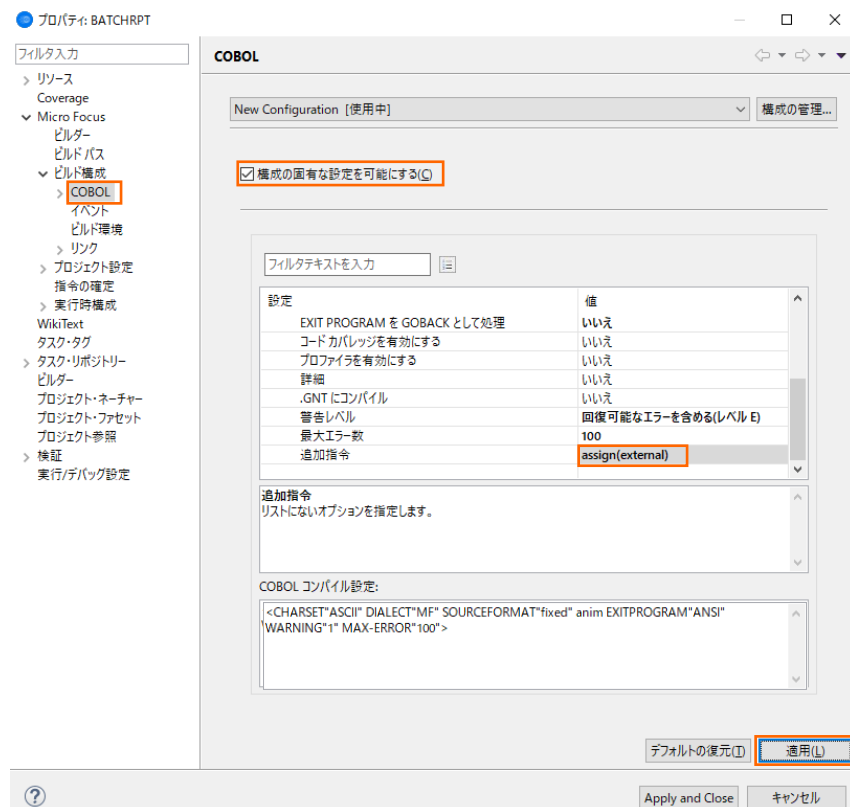 プロパティ: BATCHRPT
フィルタ入力
リソース
Coverage
Micro Focus
ビルダー
ビルド パス
ビルド構成
COBOL
イベント
ビルド環境
リンク
プロジェクト設定
指令の確定
実行時構成
WikiText
タスク・タグ
タスク・リポジトリー
ビルダー
プロジェクト・ネーチャー
プロジェクト・ファセット
プロジェクト参照
検証
実行/デバッグ設定
COBOL
New Configuration [使用中]
構成の管理...
構成の固有な設定を可能にする(C)
フィルタテキストを入力
設定 値
EXIT PROGRAM を GOBACK として処理 いいえ
コード カバレッジを有効にする いいえ
プロファイラを有効にする いいえ
詳細 いいえ
.GNT にコンパイル いいえ
警告レベル 回復可能なエラーを含める(レベル E)
最大エラー数 100
追加指令 assign(external)
追加指令
リストにないオプションを指定します。
COBOL コンパイル設定:
<CHARSET"ASCII" DIALECT"MF" SOURCEFORMAT"fixed" anim EXITPROGRAM"ANSI"
WARNING"1" MAX-ERROR"100">
デフォルトの復元(T) 適用(L)
Apply and Close キャンセル